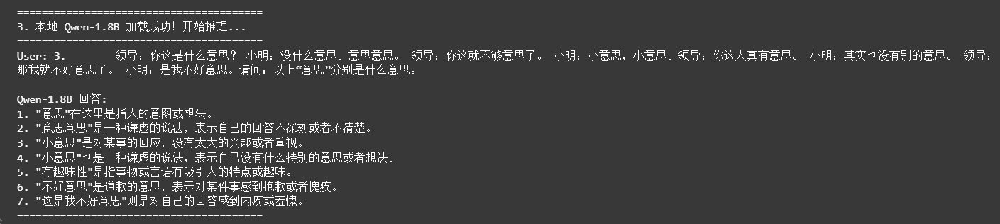 ========================================
3. 本地 Qwen-1.8B 加载成功! 开始推理...
========================================
User: 3.	领导: 你这是什么意思? 小明: 没什么意思。意思意思。 领导: 你这就不够意思了。 小明: 小意思, 小意思。领导: 你这人真有意思。 小明: 其实也没有别的意思。 领导:
那我就不好意思了。 小明: 是我不好意思。请问: 以上“意思”分别是什么意思。
Qwen-1.8B 回答:
1. "意思"在这里是指人的意图或想法。
2. "意思意思"是一种谦虚的说法, 表示自己的回答不深刻或者不清楚。
3. "小意思"是对某事的回应, 没有太大的兴趣或者重视。
4. "小意思"也是一种谦虚的说法, 表示自己没有什么特别的意思或者想法。
5. "有趣味性"是指事物或言语有吸引人的特点或趣味。
6. "不好意思"是道歉的意思, 表示对某件事感到抱歉或者愧疚。
7. "这是我不好意思"则是对自己的回答感到内疚或羞愧。
========================================